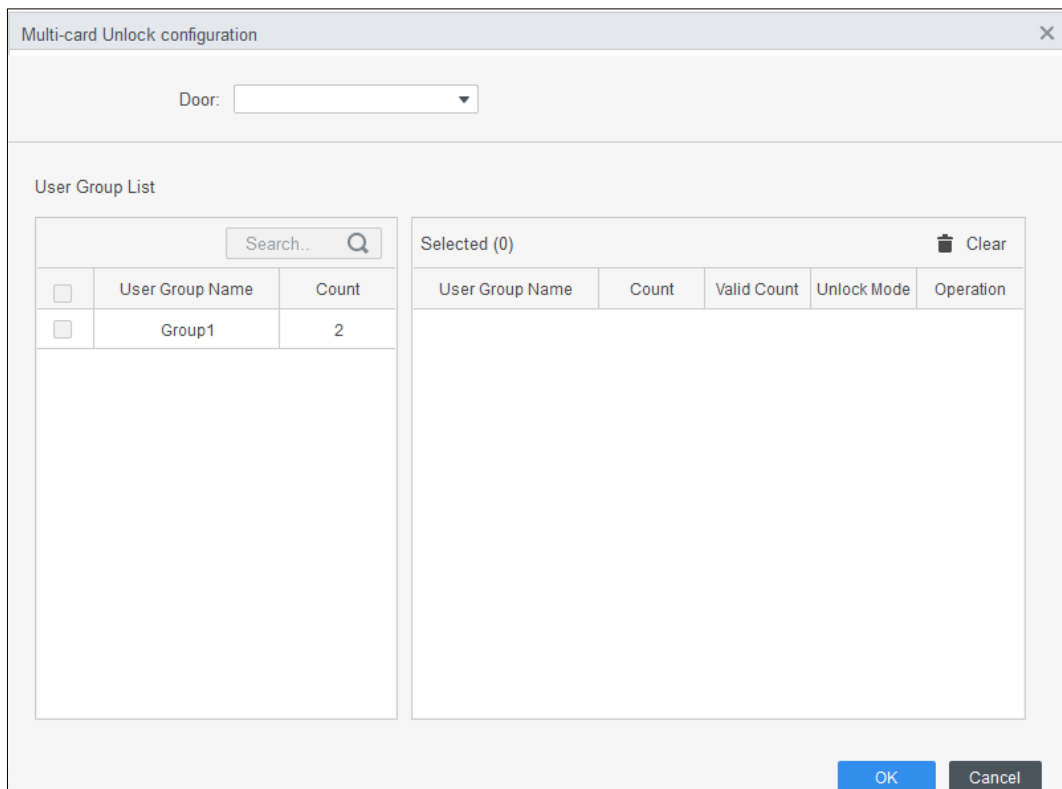 Multi-card Unlock configuration
Door:
User Group List
Search..
Selected (0)
Clear
User Group Name Count
User Group Name Count Valid Count Unlock Mode Operation
Group1 2
OK Cancel